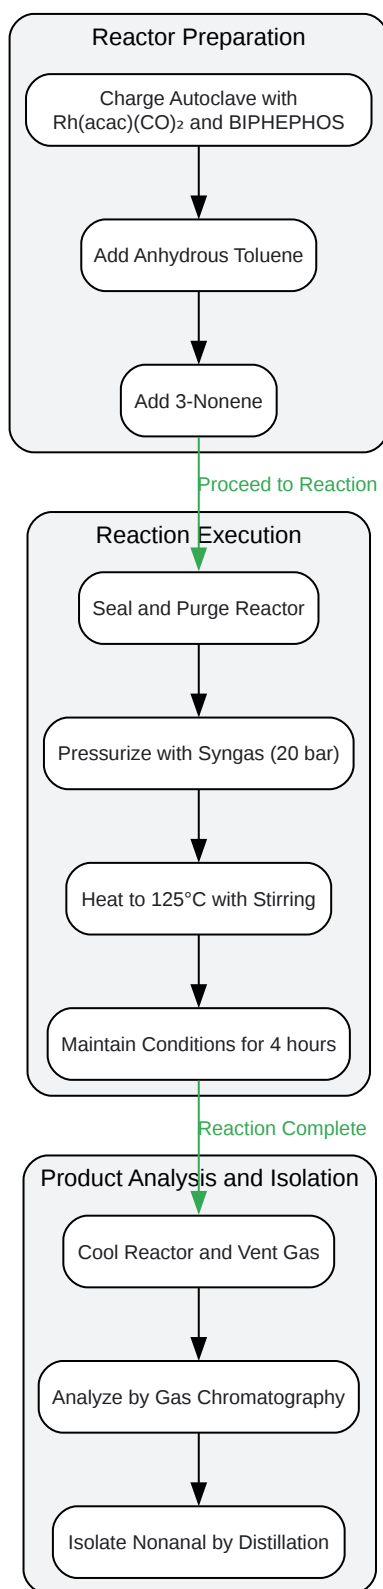 Reactor Preparation
Charge Autoclave with
Rh(acac)(CO)₂ and BIPHEPHOS
Add Anhydrous Toluene
Add 3-Nonene
Proceed to Reaction
Reaction Execution
Seal and Purge Reactor
Pressurize with Syngas (20 bar)
Heat to 125°C with Stirring
Maintain Conditions for 4 hours
Reaction Complete
Product Analysis and Isolation
Cool Reactor and Vent Gas
Analyze by Gas Chromatography
Isolate Nonanal by Distillation